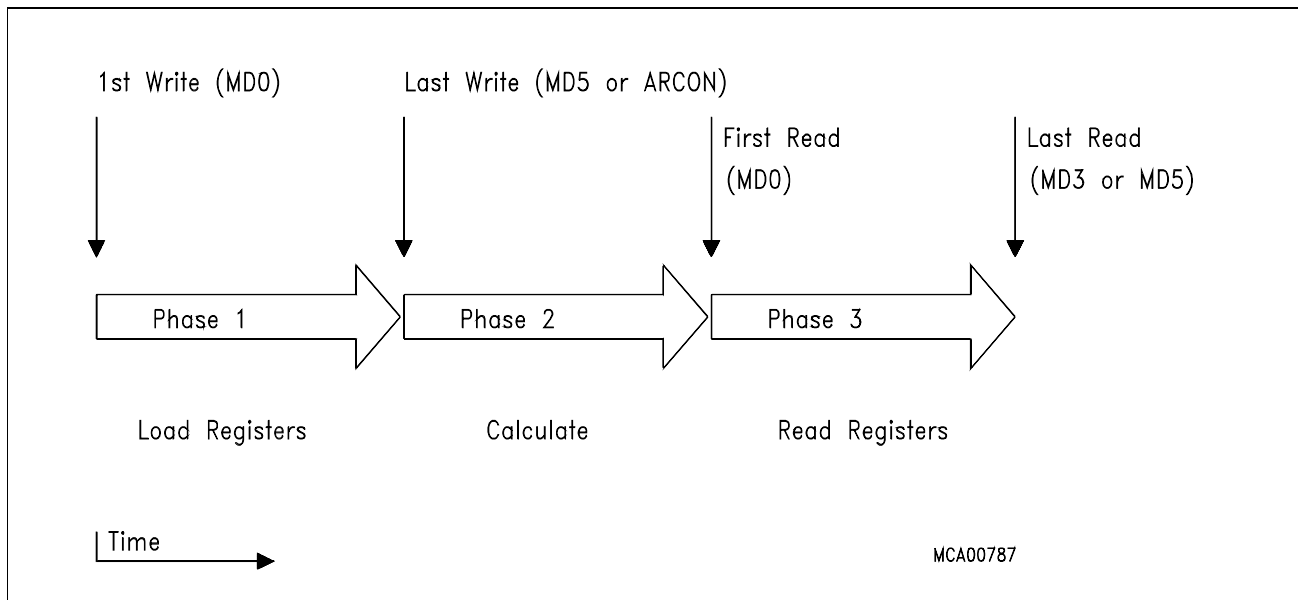 1st Write (MD0)
Last Write (MD5 or ARCON)
First Read
(MD0)
Last Read
(MD3 or MD5)
Phase 1
Phase 2
Phase 3
Load Registers
Calculate
Read Registers
Time
MCA00787